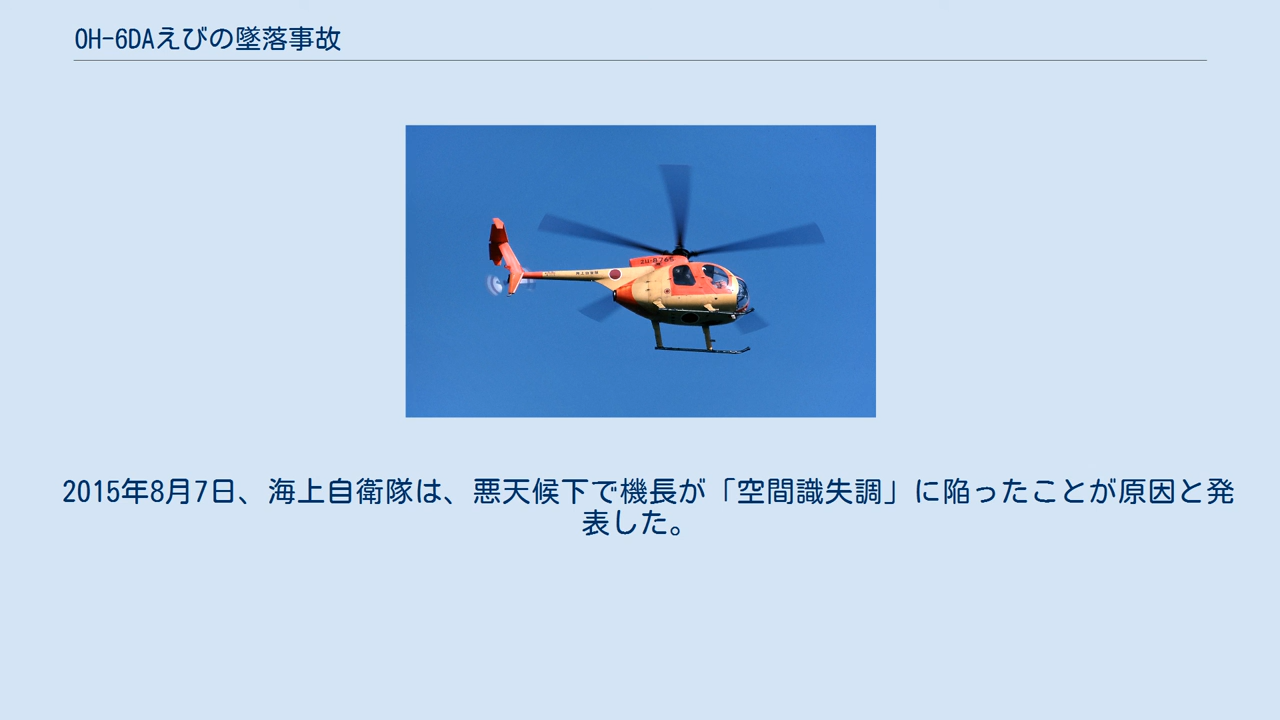 OH-6DAえびの墜落事故
2015年8月7日、海上自衛隊は、悪天候下で機長が「空間識失調」に陥ったことが原因と発
表した。